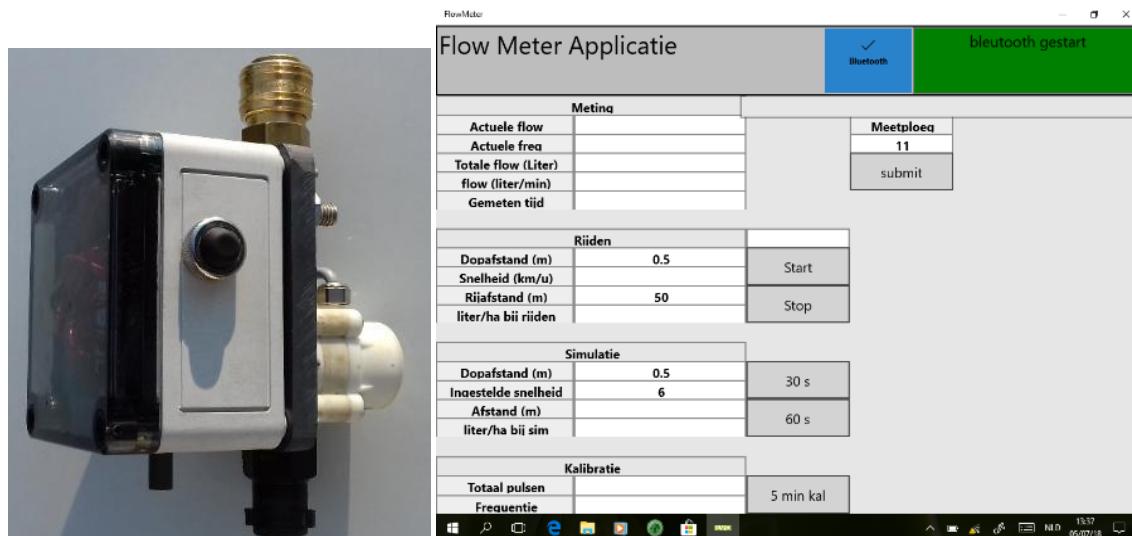 FlowMeter
Flow Meter Applicatie
Bluetooth
bleutooth gestart
Meting
Actuele flow
Actuele freq
Totale flow (Liter)
flow (liter/min)
Gemeten tijd
Meetploeg
11
submit
Rijden
Dopafstand (m) 0.5
Snelheid (km/u)
Rijafstand (m) 50
liter/ha bij rijden
Start
Stop
Simulatie
Dopafstand (m) 0.5
Ingestelde snelheid 6
Afstand (m)
liter/ha bij sim
30 s
60 s
Kalibratie
Totaal pulsen
Frequentie
5 min kal
NLD
13:37
05/07/18